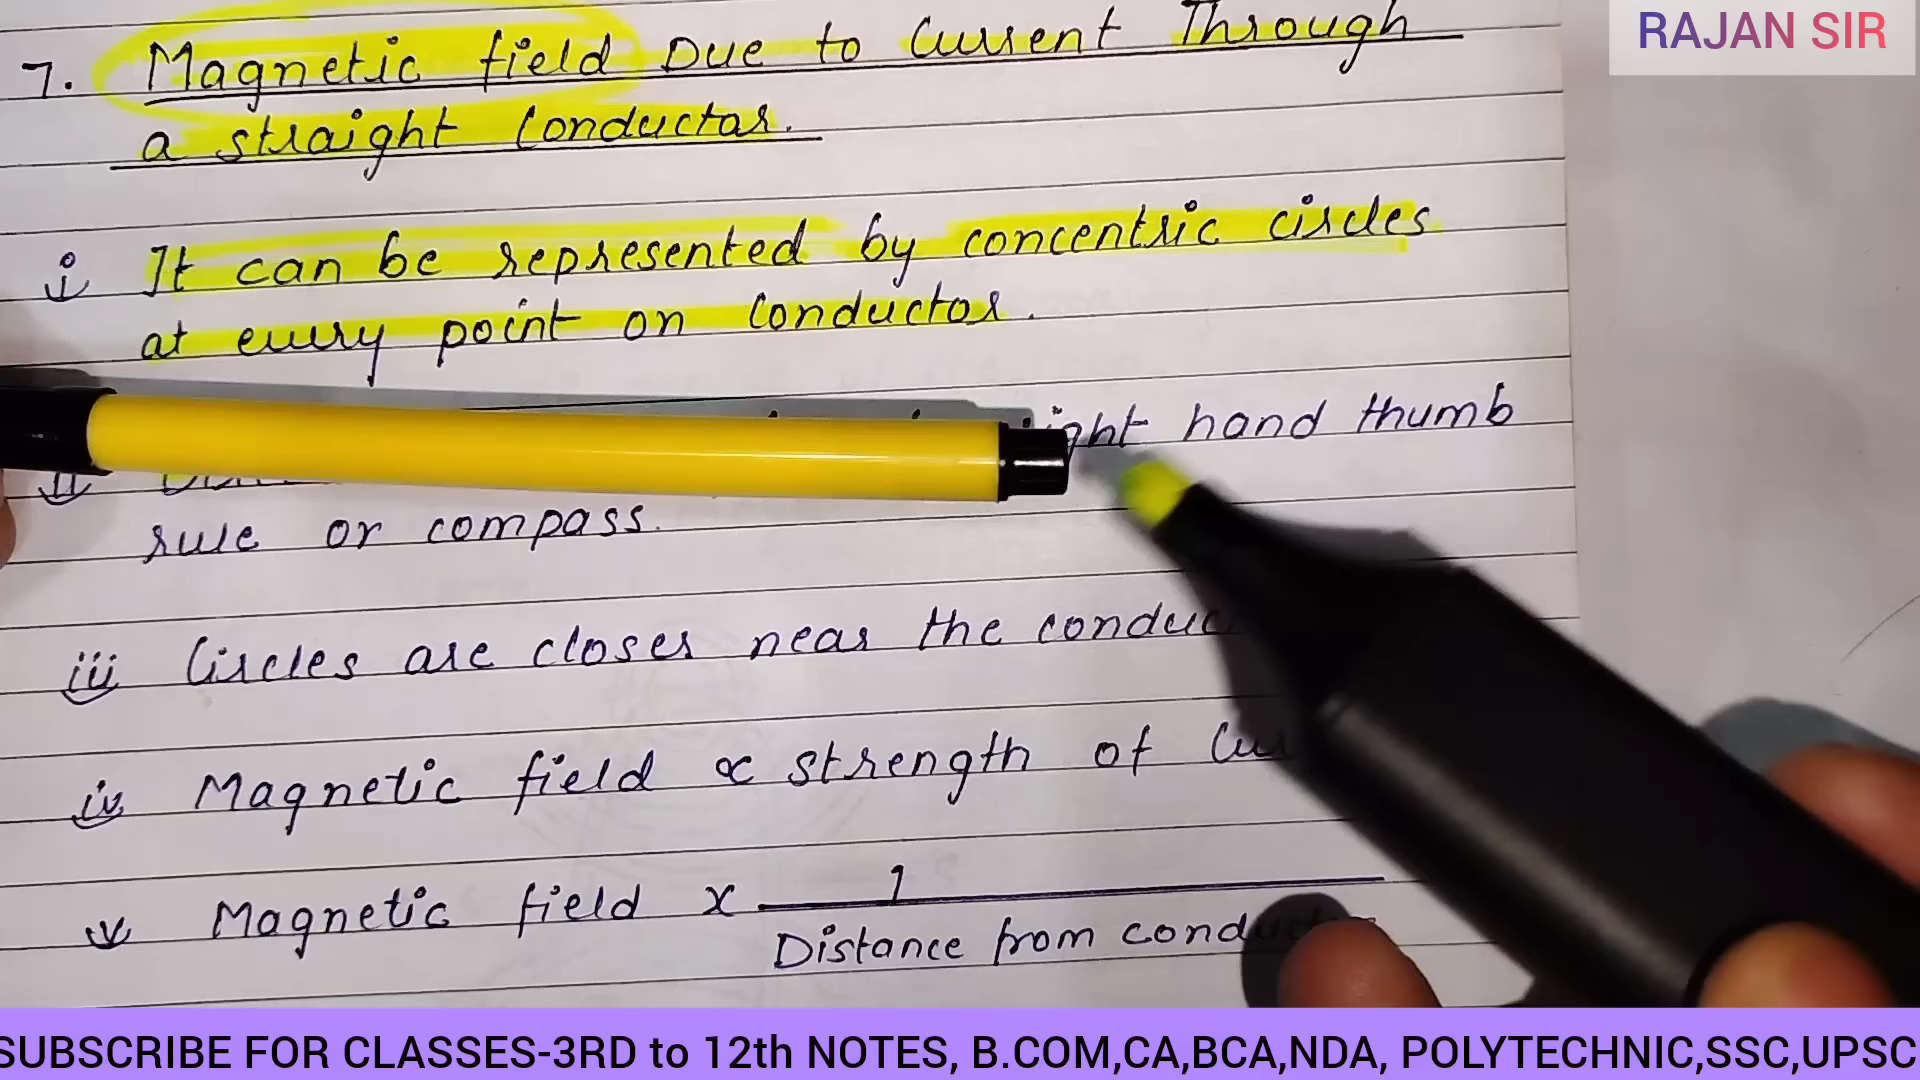 RAJAN SIR
7. Magnetic field Due to Current Through
a straight Conductor.
i It can be represented by concentric circles
at every point on Conductor.
ii right hand thumb
rule or compass.
iii Circles are closer near the
iv Magnetic field ∝ strength of
v Magnetic field ∝ 1
Distance from
SUBSCRIBE FOR CLASSES-3RD to 12th NOTES, B.COM,CA,BCA,NDA, POLYTECHNIC,SSC,UPSC